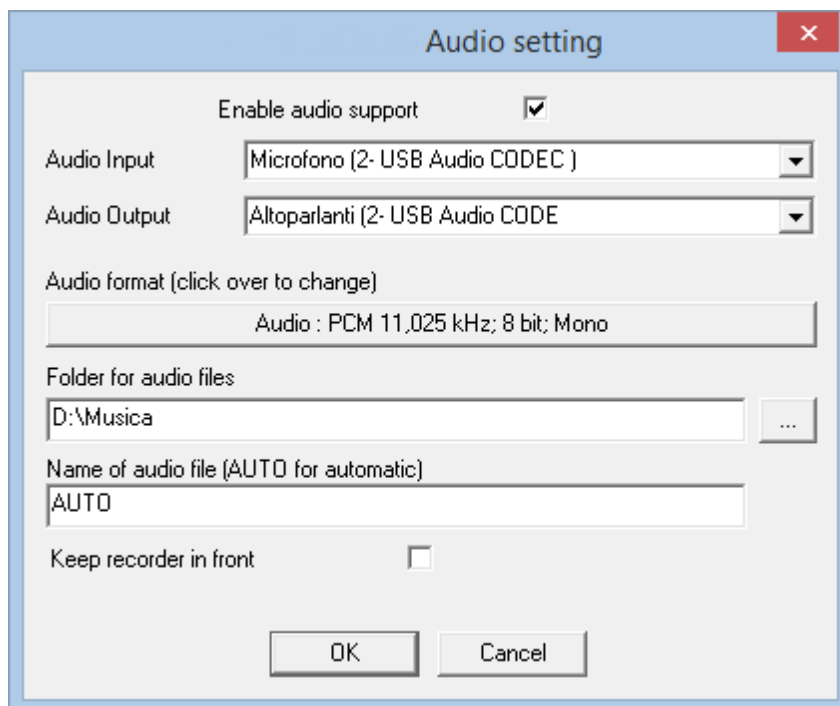 Audio setting
Enable audio support
Audio Input
Microfono (2- USB Audio CODEC )
Audio Output
Altoparlanti (2- USB Audio CODE
Audio format (click over to change)
Audio : PCM 11,025 kHz; 8 bit; Mono
Folder for audio files
D:\Musica
...
Name of audio file (AUTO for automatic)
AUTO
Keep recorder in front
OK
Cancel